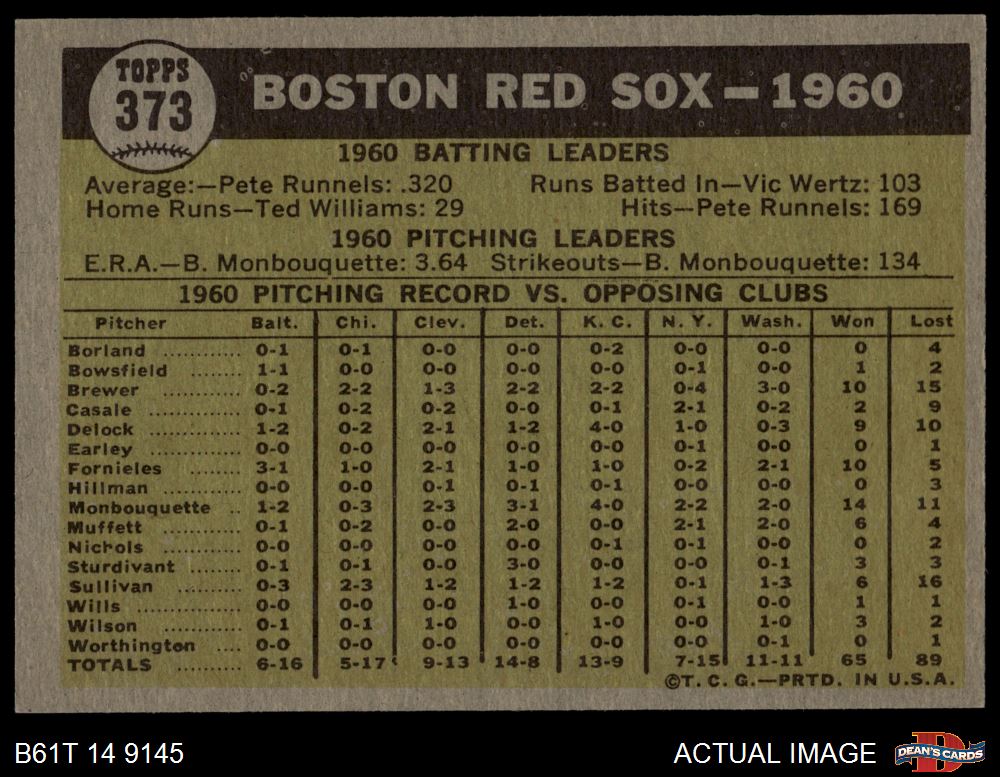 TOPPS
373
BOSTON RED SOX — 1960
1960 BATTING LEADERS
Average:—Pete Runnels: .320 Runs Batted In—Vic Wertz: 103
Home Runs—Ted Williams: 29 Hits—Pete Runnels: 169
1960 PITCHING LEADERS
E.R.A.—B. Monbouquette: 3.64 Strikeouts—B. Monbouquette: 134
1960 PITCHING RECORD VS. OPPOSING CLUBS
Pitcher Balt. Chi. Clev. Det. K. C. N. Y. Wash. Won Lost
Borland ............ 0-1 0-1 0-0 0-0 0-2 0-0 0-0 0 4
Bowsfield ........ 1-1 0-0 0-0 0-0 0-0 0-1 0-0 1 2
Brewer ............ 0-2 2-2 1-3 2-2 2-2 0-4 3-0 10 15
Casale .............. 0-1 0-2 0-2 0-0 0-1 2-1 0-2 2 9
Delock .............. 1-2 0-2 2-1 1-2 4-0 1-0 0-3 9 10
Earley .............. 0-0 0-0 0-0 0-0 0-0 0-1 0-0 0 1
Fornieles ........ 3-1 1-0 2-1 1-0 1-0 0-2 2-1 10 5
Hillman ............ 0-0 0-0 0-1 0-1 0-1 0-0 0-0 0 3
Monbouquette .. 1-2 0-3 2-3 3-1 4-0 2-2 2-0 14 11
Muffett ............ 0-1 0-2 0-0 2-0 0-0 2-1 2-0 6 4
Nichols ............ 0-0 0-0 0-0 0-0 0-1 0-1 0-0 0 2
Sturdivant ........ 0-1 0-1 0-0 3-0 0-0 0-0 0-1 3 3
Sullivan .......... 0-3 2-3 1-2 1-2 1-2 0-1 1-3 6 16
Wills ................ 0-0 0-0 0-0 1-0 0-0 0-1 0-0 1 1
Wilson ............ 0-1 0-1 1-0 0-0 1-0 0-0 1-0 3 2
Worthington .... 0-0 0-0 0-0 0-0 0-0 0-0 0-1 0 1
TOTALS .......... 6-16 5-17 9-13 14-8 13-9 7-15 11-11 65 89
©T. C. G.—PRTD. IN U.S.A.
B61T 14 9145 ACTUAL IMAGE DEAN'S CARDS